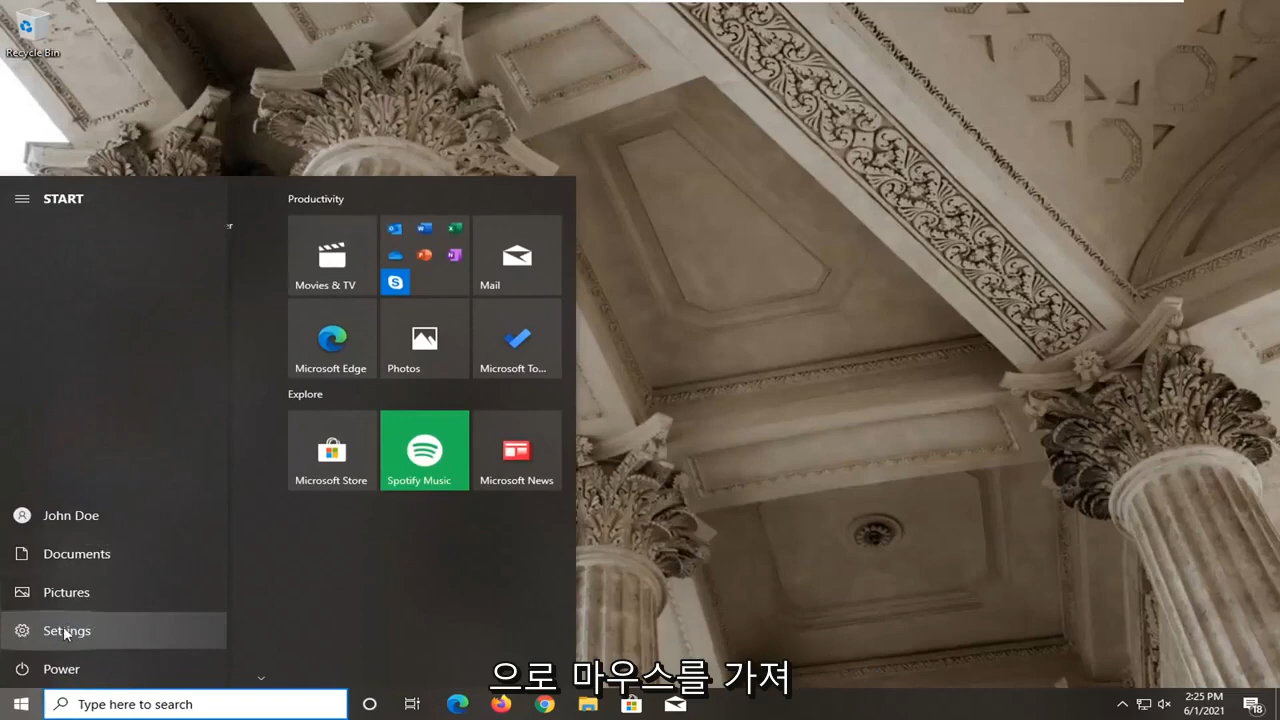 Recycle Bin
START
er
Productivity
Movies & TV
Mail
Microsoft Edge
Photos
Microsoft To...
Explore
Microsoft Store
Spotify Music
Microsoft News
John Doe
Documents
Pictures
Settings
Power
으로 마우스를 가져
Type here to search
2:25 PM
6/1/2021
18